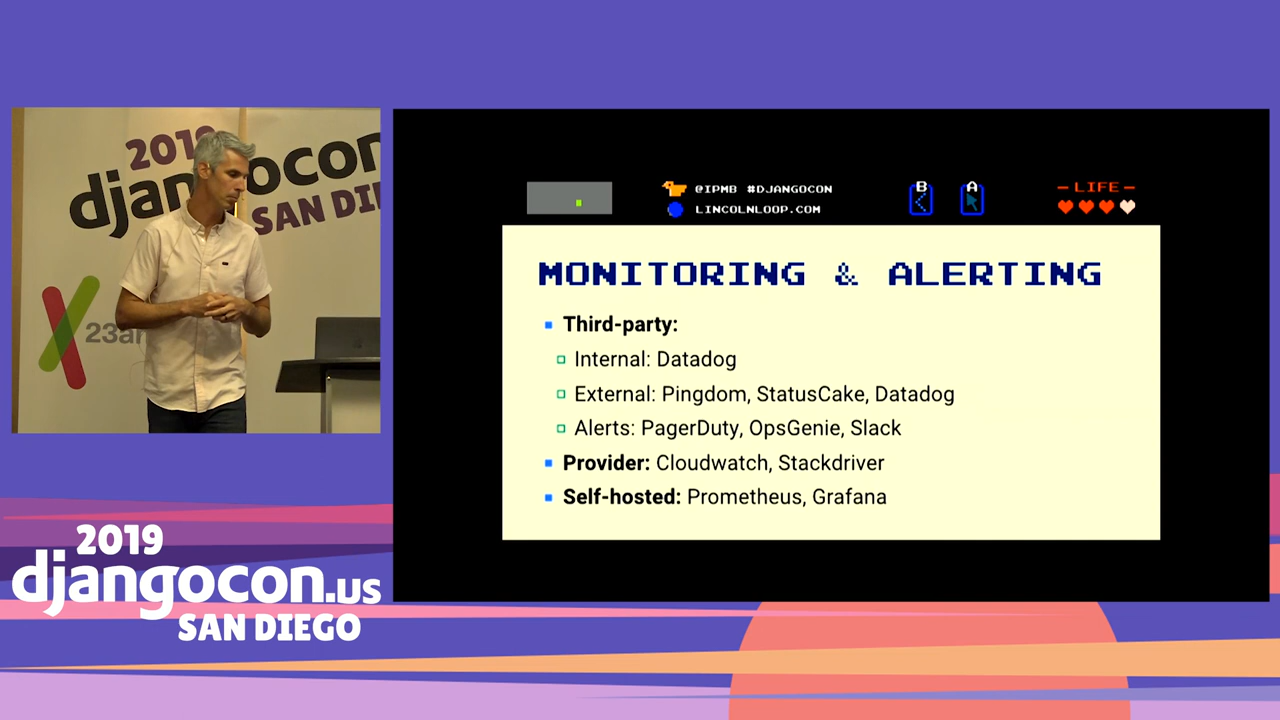 2019
djangocon
SAN DI
23an
@IPMB #DJANGOCON
LINCOLNLOOP.COM
B
A
- LIFE -
MONITORING & ALERTING
Third-party:
Internal: Datadog
External: Pingdom, StatusCake, Datadog
Alerts: PagerDuty, OpsGenie, Slack
Provider: Cloudwatch, Stackdriver
Self-hosted: Prometheus, Grafana
2019
djangocon.us
SAN DIEGO